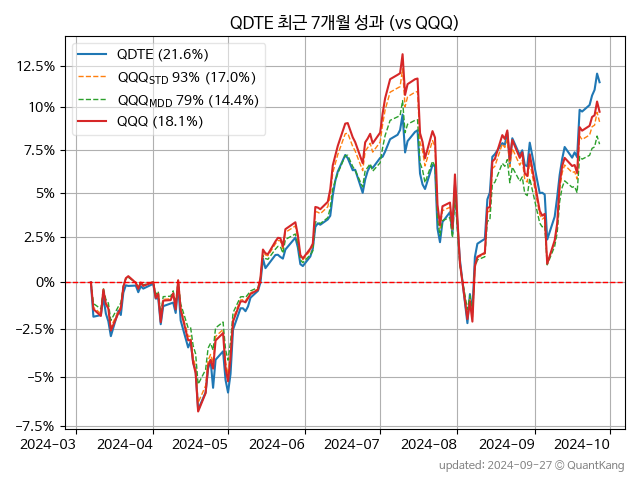 QDTE 최근 7개월 성과 (vs QQQ)
QDTE (21.6%)
QQQSTD 93% (17.0%)
QQQMDD 79% (14.4%)
QQQ (18.1%)
12.5%
10%
7.5%
5%
2.5%
0%
−2.5%
−5%
−7.5%
2024-03 2024-04 2024-05 2024-06 2024-07 2024-08 2024-09 2024-10
updated: 2024-09-27 © QuantKang